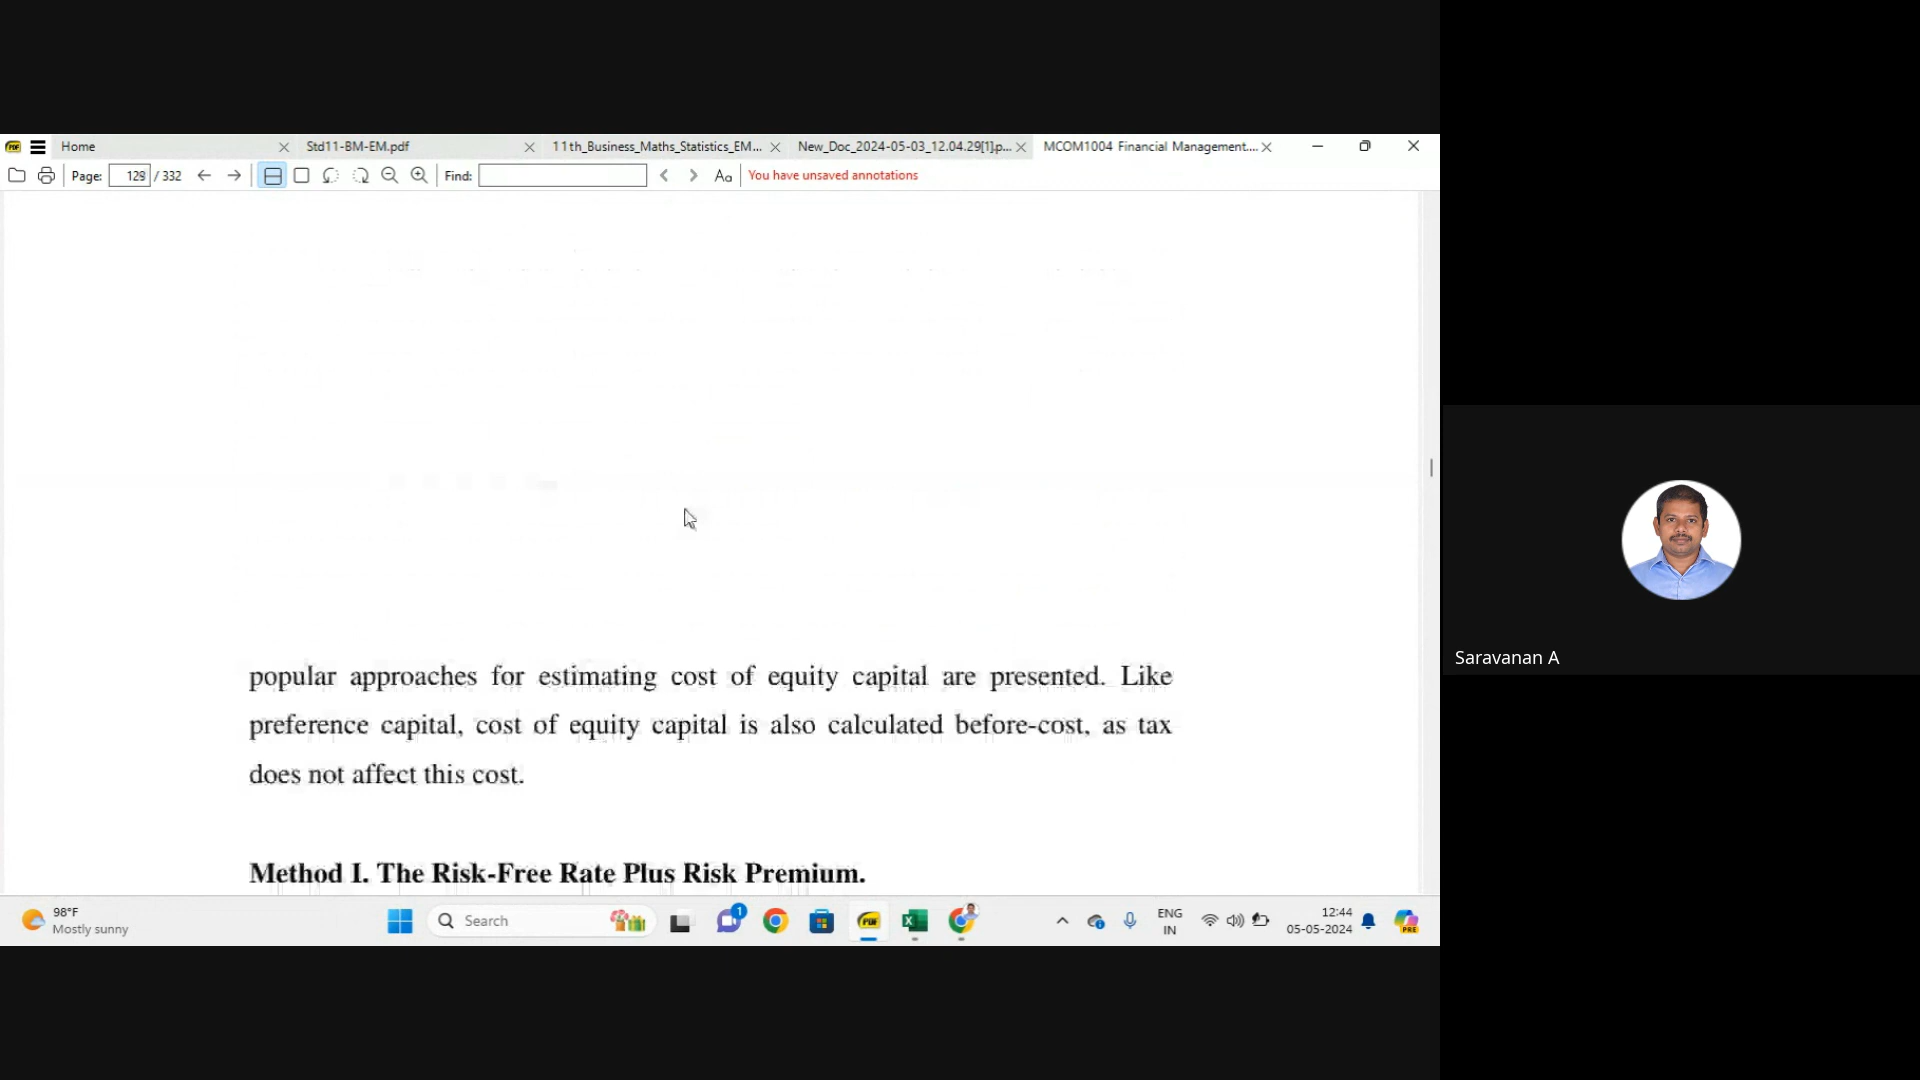 Home
Std11-BM-EM.pdf
11th_Business_Maths_Statistics_EM...
New_Doc_2024-05-03_12.04.29[1].p...
MCOM1004 Financial Management....
Page: 129 / 332
Find:
You have unsaved annotations
popular approaches for estimating cost of equity capital are presented. Like
preference capital, cost of equity capital is also calculated before-cost, as tax
does not affect this cost.
Method I. The Risk-Free Rate Plus Risk Premium.
Saravanan A
98°F
Mostly sunny
Search
1
ENG
IN
12:44
05-05-2024